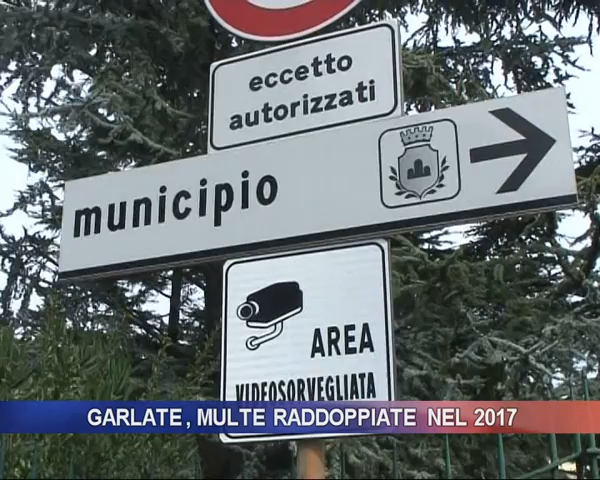 eccetto
autorizzati
municipio
AREA
VIDEOSORVEGLIATA
GARLATE, MULTE RADDOPPIATE NEL 2017